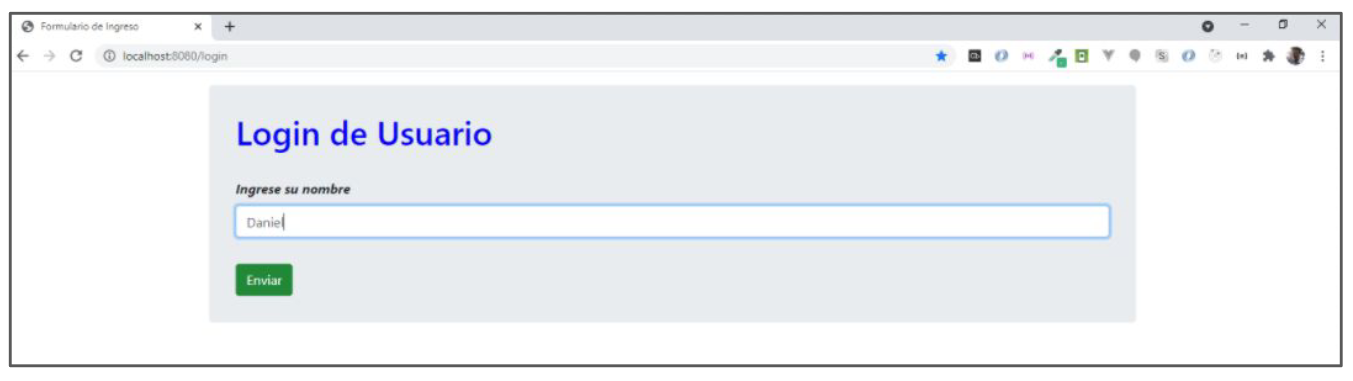 Formulario de Ingreso
localhost:8080/login
Login de Usuario
Ingrese su nombre
Daniel
Enviar